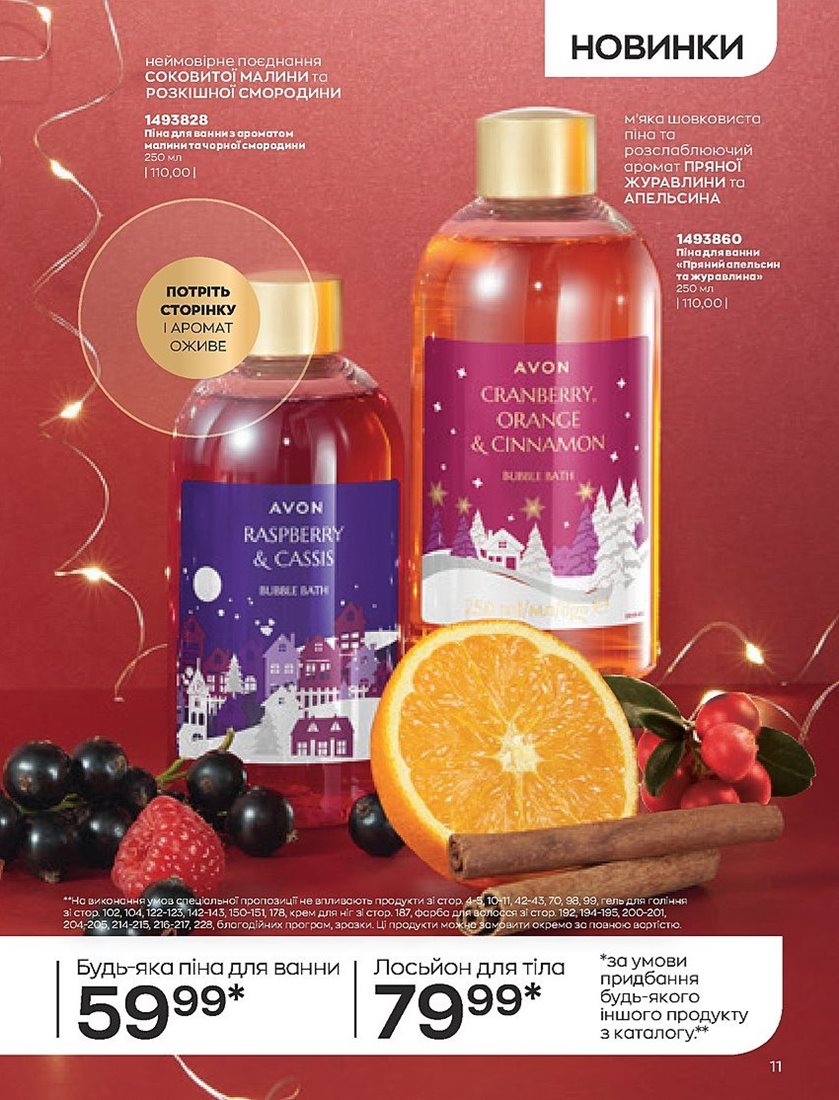 НОВИНКИ
неймовірне поєднання
СОКОВИТОЇ МАЛИНИ та
РОЗКІШНОЇ СМОРОДИНИ
1493828
Піна для ванни з ароматом
малини та чорної смородини
250 мл
| 110,00 |
м'яка шовковиста
піна та
розслаблюючий
аромат ПРЯНОЇ
ЖУРАВЛИНИ та
АПЕЛЬСИНА
1493860
Піна для ванни
«Пряний апельсин
та журавлина»
250 мл
| 110,00 |
ПОТРІТЬ
СТОРІНКУ
І АРОМАТ
ОЖИВЕ
AVON
CRANBERRY,
ORANGE
& CINNAMON
BUBBLE BATH
250 ml/мл/
AVON
RASPBERRY
& CASSIS
BUBBLE BATH
**На виконання умов спеціальної пропозиції не впливають продукти зі стор. 4-5, 10-11, 42-43, 70, 98, 99, гель для гоління
зі стор. 102, 104, 122-123, 142-143, 150-151, 178, крем для ніг зі стор. 187, фарба для волосся зі стор. 192, 194-195, 200-201,
204-205, 214-215, 216-217, 228, благодійних програм, зразки. Ці продукти можна замовити окремо за повною вартістю.
Будь-яка піна для ванни
5999*
Лосьйон для тіла
79 99*
*за умови
придбання
будь-якого
іншого продукту
з каталогу.**
11